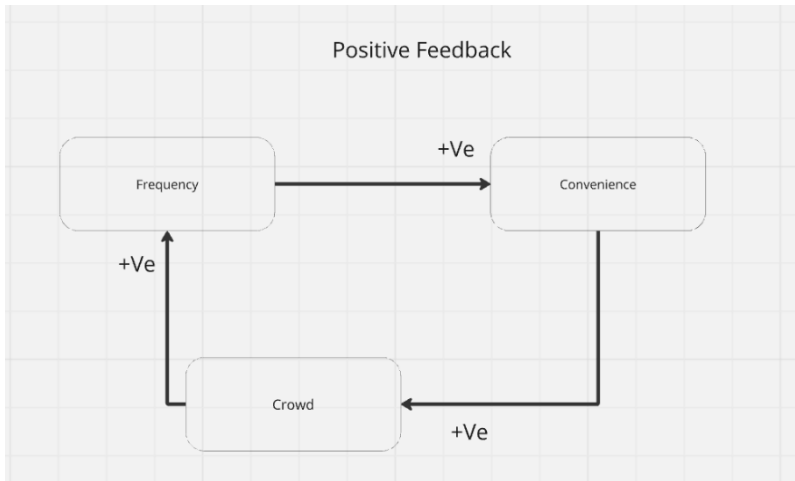 Positive Feedback
+Ve
Frequency
Convenience
+Ve
Crowd
+Ve